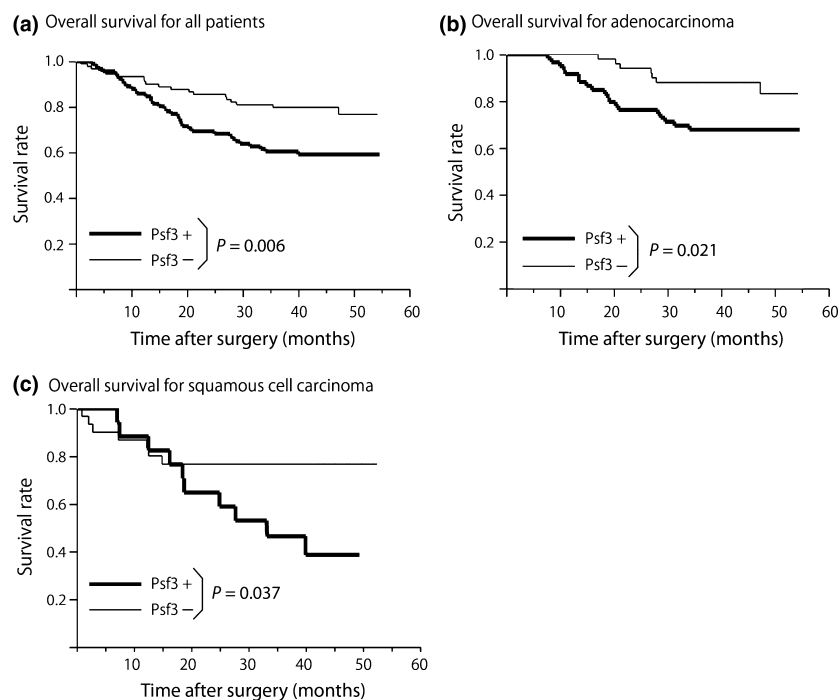 (a) Overall survival for all patients
1.0
0.8
0.6
0.4
0.2
Survival rate
Psf3 +
Psf3 −
P = 0.006
10 20 30 40 50 60
Time after surgery (months)
(b) Overall survival for adenocarcinoma
1.0
0.8
0.6
0.4
0.2
Survival rate
Psf3 +
Psf3 −
P = 0.021
10 20 30 40 50 60
Time after surgery (months)
(c) Overall survival for squamous cell carcinoma
1.0
0.8
0.6
0.4
0.2
Survival rate
Psf3 +
Psf3 −
P = 0.037
10 20 30 40 50 60
Time after surgery (months)